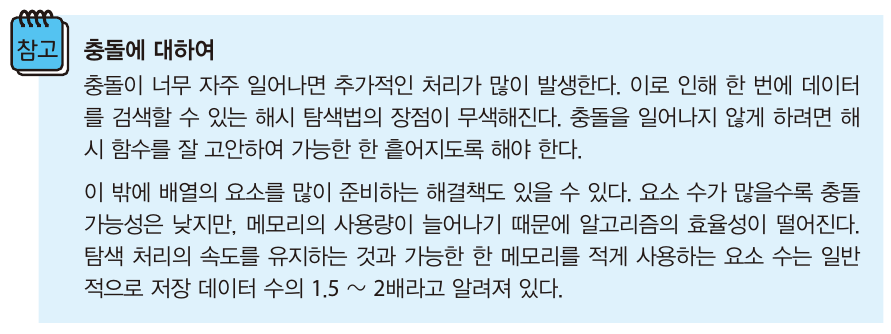 참고
충돌에 대하여
충돌이 너무 자주 일어나면 추가적인 처리가 많이 발생한다. 이로 인해 한 번에 데이터
를 검색할 수 있는 해시 탐색법의 장점이 무색해진다. 충돌을 일어나지 않게 하려면 해
시 함수를 잘 고안하여 가능한 한 흩어지도록 해야 한다.
이 밖에 배열의 요소를 많이 준비하는 해결책도 있을 수 있다. 요소 수가 많을수록 충돌
가능성은 낮지만, 메모리의 사용량이 늘어나기 때문에 알고리즘의 효율성이 떨어진다.
탐색 처리의 속도를 유지하는 것과 가능한 한 메모리를 적게 사용하는 요소 수는 일반
적으로 저장 데이터 수의 1.5 ~ 2배라고 알려져 있다.